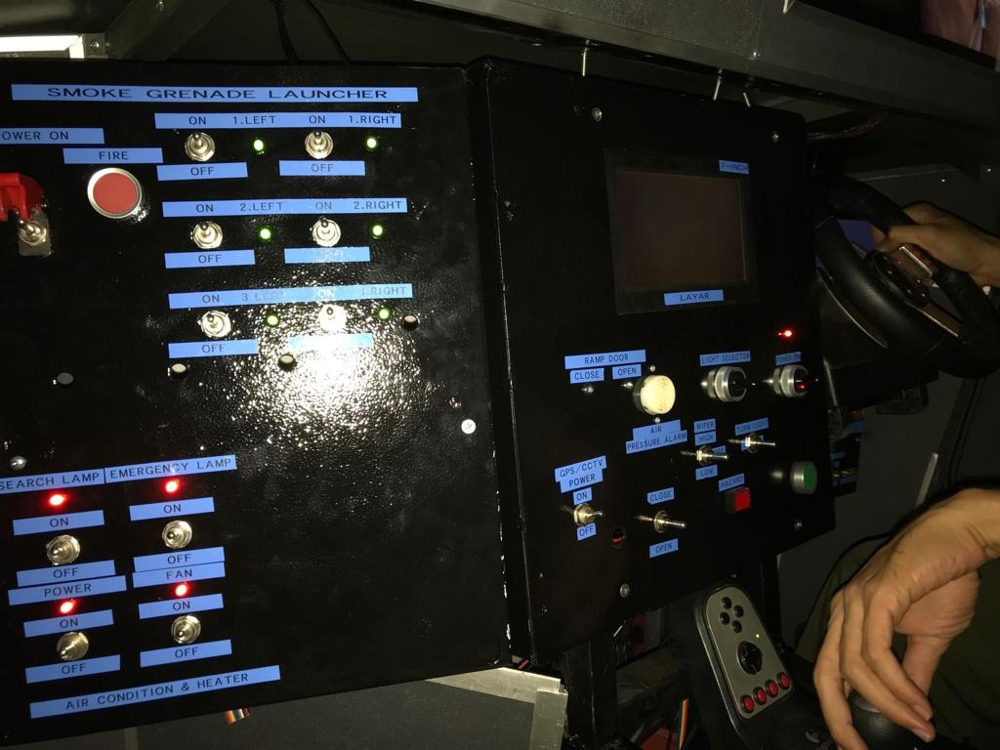 SMOKE GRENADE LAUNCHER
OWER ON
FIRE
ON 1.LEFT
OFF
ON 1.RIGHT
OFF
ON 2.LEFT
OFF
ON 2.RIGHT
ON 3.LEFT
OFF
ON 3.RIGHT
SEARCH LAMP
ON
OFF
EMERGENCY LAMP
ON
OFF
POWER
ON
OFF
FAN
ON
OFF
AIR CONDITION & HEATER
7-INCH
LAYAR
RAMP DOOR
CLOSE
OPEN
AIR
PRESSURE ALARM
LIGHT SELECTOR
POWER ON
WIPER
HIGH
LOW
TURN LIGHT
HAZARD
GPS/CCTV
POWER
ON
OFF
CLOSE
OPEN